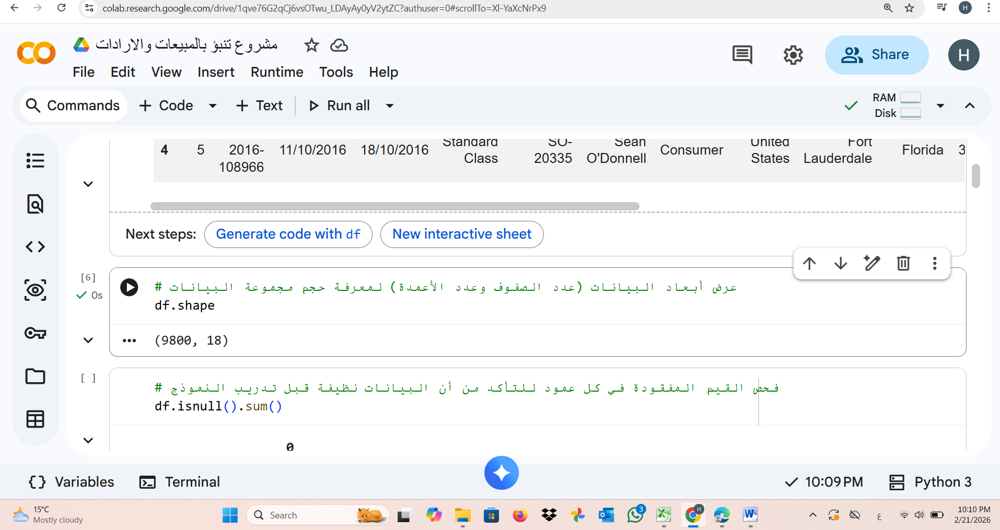 colab.research.google.com/drive/1qve76G2qCj6vsOTwu_LDAyAy0yV2ytZC?authuser=0#scrollTo=Xl-YaXcNrPx9
H
مشروع تنبؤ بالمبيعات والارادات
File Edit View Insert Runtime Tools Help
Share
H
Commands + Code + Text Run all
RAM
Disk
4 5 2016-108966 11/10/2016 18/10/2016 Standard Class SO-20335 Sean O'Donnell Consumer United States Fort Lauderdale Florida 3
Next steps: Generate code with df New interactive sheet
[6]
0s
# عرض أبعاد البيانات (عدد الصفوف وعدد الأعمدة) لمعرفة حجم مجموعة البيانات
df.shape
(9800, 18)
[ ]
# فحص القيم المفقودة في كل عمود للتأكد من أن البيانات نظيفة قبل تدريب النموذج
df.isnull().sum()
0
{} Variables Terminal
10:09 PM Python 3
15°C
Mostly cloudy
Search
3
H
ع
10:10 PM
2/21/2026